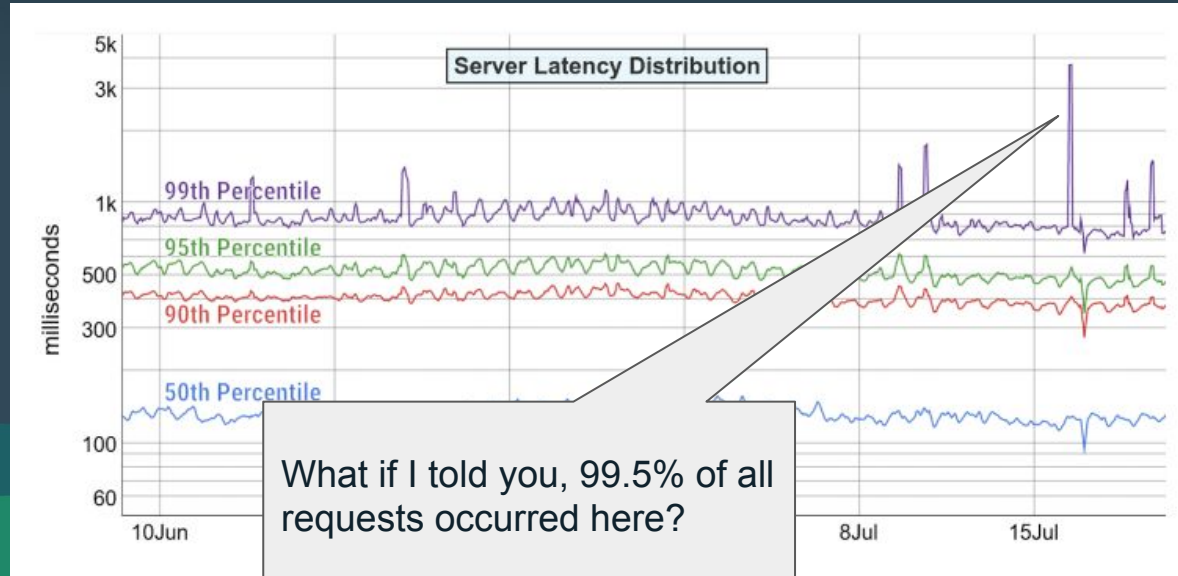 Server Latency Distribution
5k
3k
1k
500
300
100
60
milliseconds
99th Percentile
95th Percentile
90th Percentile
50th Percentile
What if I told you, 99.5% of all
requests occurred here?
10Jun
8Jul
15Jul